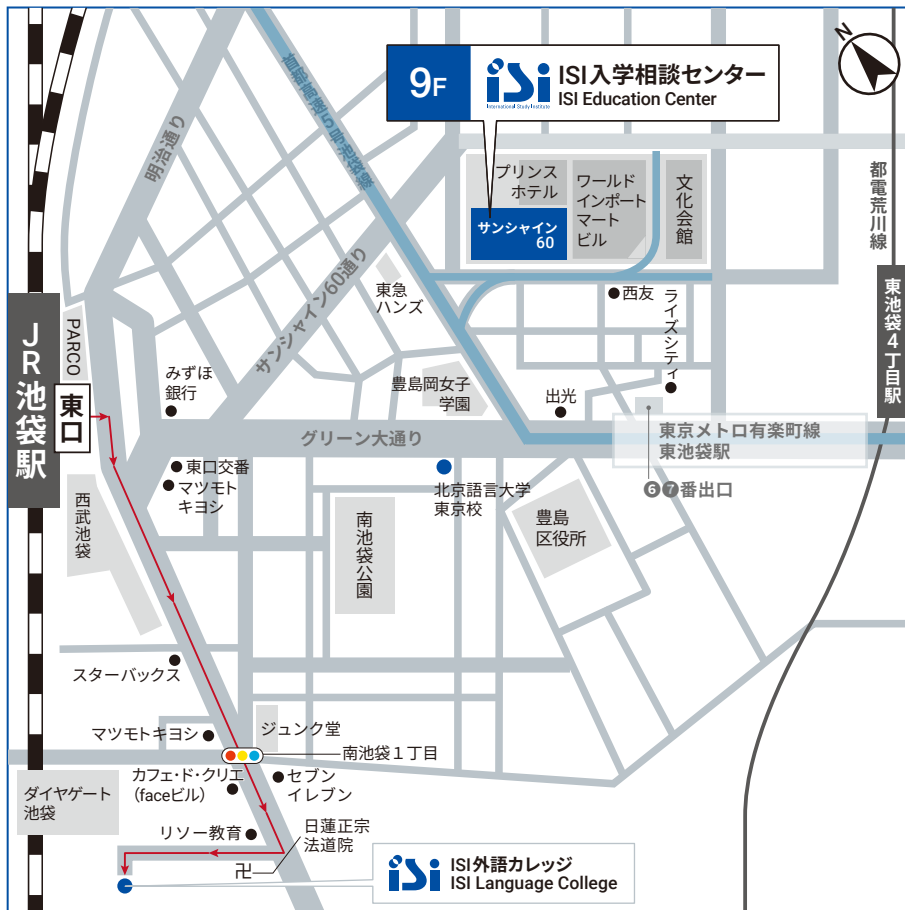 N
9F
iSi
International Study Institute
ISI入学相談センター
ISI Education Center
首都高速5号池袋線
明治通り
プリンス
ホテル
ワールド
インポート
マート
ビル
文化会館
サンシャイン
60
都電荒川線
サンシャイン60通り
東急
ハンズ
西友
ライズシティ
東池袋4丁目駅
JR池袋駅
PARCO
東口
みずほ
銀行
豊島岡女子
学園
出光
グリーン大通り
東京メトロ有楽町線
東池袋駅
❻❼番出口
東口交番
マツモト
キヨシ
北京語言大学
東京校
西武池袋
南池袋公園
豊島
区役所
スターバックス
マツモトキヨシ
ジュンク堂
南池袋1丁目
カフェ・ド・クリエ
(faceビル)
セブン
イレブン
ダイヤゲート
池袋
リソー教育
日蓮正宗
法道院
卍
iSi
ISI外語カレッジ
ISI Language College